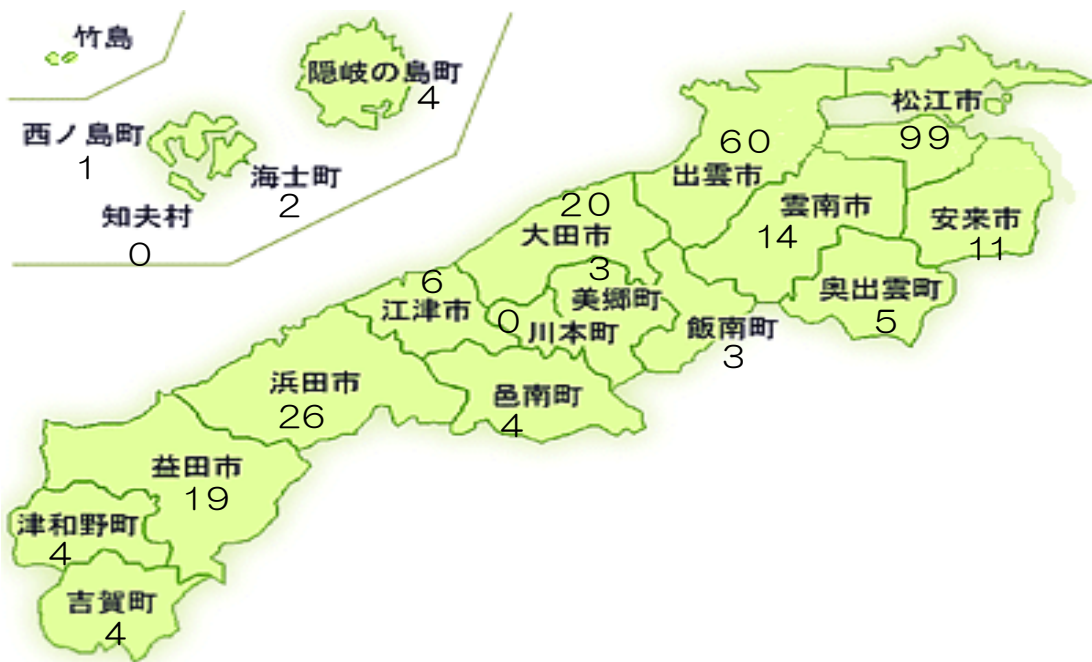 竹島
隠岐の島町
4
西ノ島町
1
海士町
2
知夫村
0
松江市
99
60
出雲市
雲南市
14
安来市
11
20
大田市
奥出雲町
5
3
美郷町
6
江津市
0
川本町
飯南町
3
浜田市
26
邑南町
4
益田市
19
津和野町
4
吉賀町
4